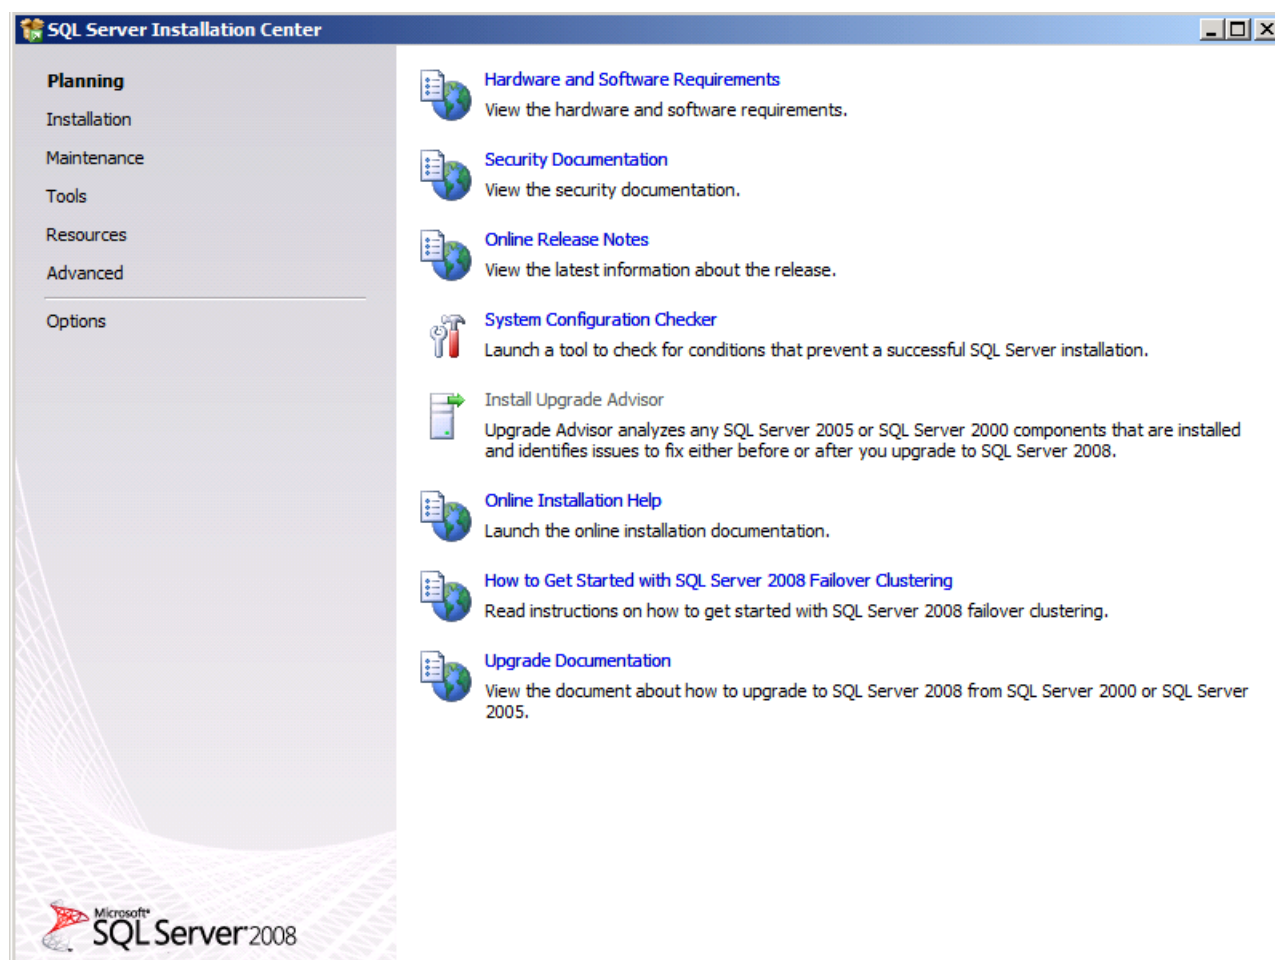 SQL Server Installation Center
Planning
Installation
Maintenance
Tools
Resources
Advanced
Options
Hardware and Software Requirements
View the hardware and software requirements.
Security Documentation
View the security documentation.
Online Release Notes
View the latest information about the release.
System Configuration Checker
Launch a tool to check for conditions that prevent a successful SQL Server installation.
Install Upgrade Advisor
Upgrade Advisor analyzes any SQL Server 2005 or SQL Server 2000 components that are installed
and identifies issues to fix either before or after you upgrade to SQL Server 2008.
Online Installation Help
Launch the online installation documentation.
How to Get Started with SQL Server 2008 Failover Clustering
Read instructions on how to get started with SQL Server 2008 failover clustering.
Upgrade Documentation
View the document about how to upgrade to SQL Server 2008 from SQL Server 2000 or SQL Server
2005.
Microsoft®
SQL Server 2008